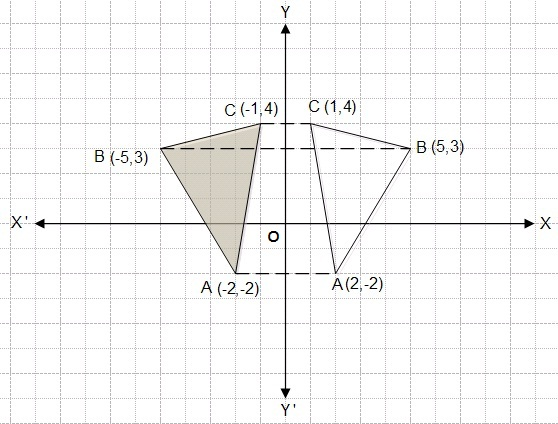 Y
C (-1,4) C (1,4)
B (-5,3) B (5,3)
X' X
O
A (-2,-2) A (2,-2)
Y'